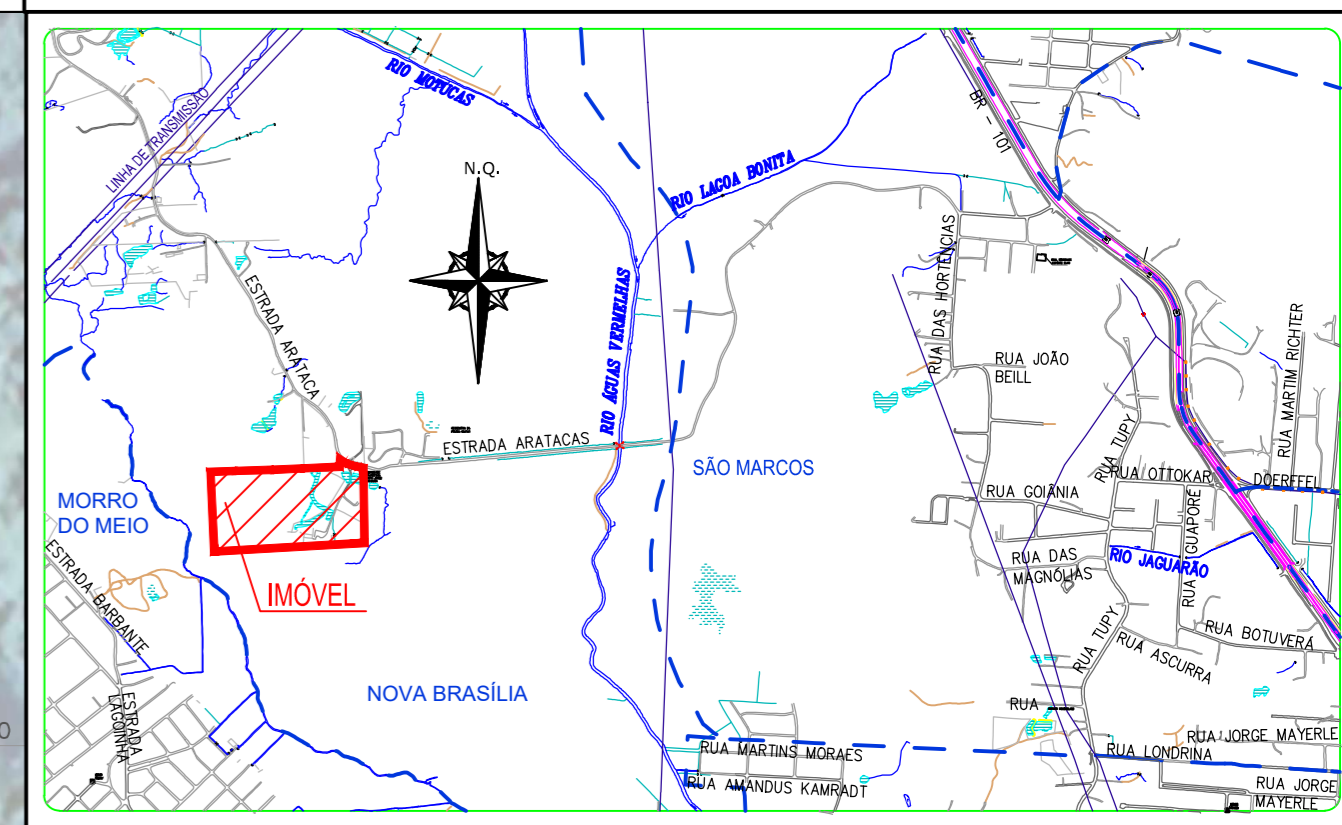 RIO MOPUCAS
LINHA DE TRANSMISSÃO
BR - 101
N.Q.
RIO LAGOA BONITA
RUA DAS HORTENCIAS
ESTRADA ARATACA
RIO AGUAS VERMELHAS
RUA JOÃO
BEILL
RUA MARTIM RICHTER
ESTRADA ARATACAS
SÃO MARCOS
RUA TUPY
RUA OTTOKAR
DOERFFEL
MORRO
DO MEIO
RUA GOIÂNIA
RUA GUAPORÉ
ESTRADA BARBANTE
IMÓVEL
RUA DAS
MAGNÓLIAS
RIO JAGUARÃO
RUA TUPY
RUA BOTUVERÁ
RUA ASCURRA
NOVA BRASÍLIA
ESTRADA
LAGOINHA
RUA
RUA MARTINS MORAES
RUA LONDRINA
RUA JORGE MAYERLE
RUA AMANDUS KAMRADT
RUA JORGE
MAYERLE